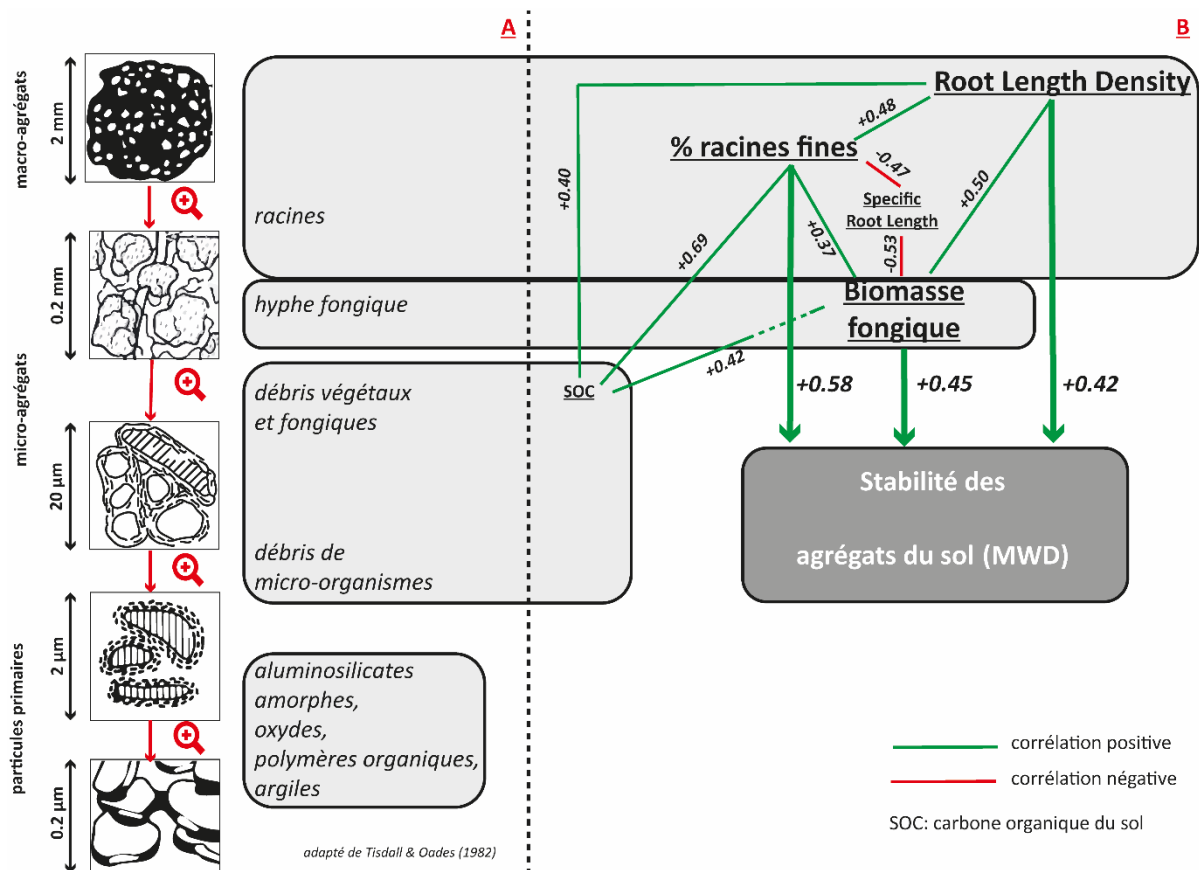 A
B
macro-agrégats
micro-agrégats
particules primaires
2 mm
0.2 mm
20 µm
2 µm
0.2 µm
racines
hyphe fongique
débris végétaux
et fongiques
débris de
micro-organismes
aluminosilicates
amorphes,
oxydes,
polymères organiques,
argiles
adapté de Tisdall & Oades (1982)
Root Length Density
+0.48
% racines fines
-0.47
+0.40
Specific
Root Length
+0.50
+0.69
+0.37
-0.53
Biomasse
fongique
+0.42
SOC
+0.58
+0.45
+0.42
Stabilité des
agrégats du sol (MWD)
corrélation positive
corrélation négative
SOC: carbone organique du sol